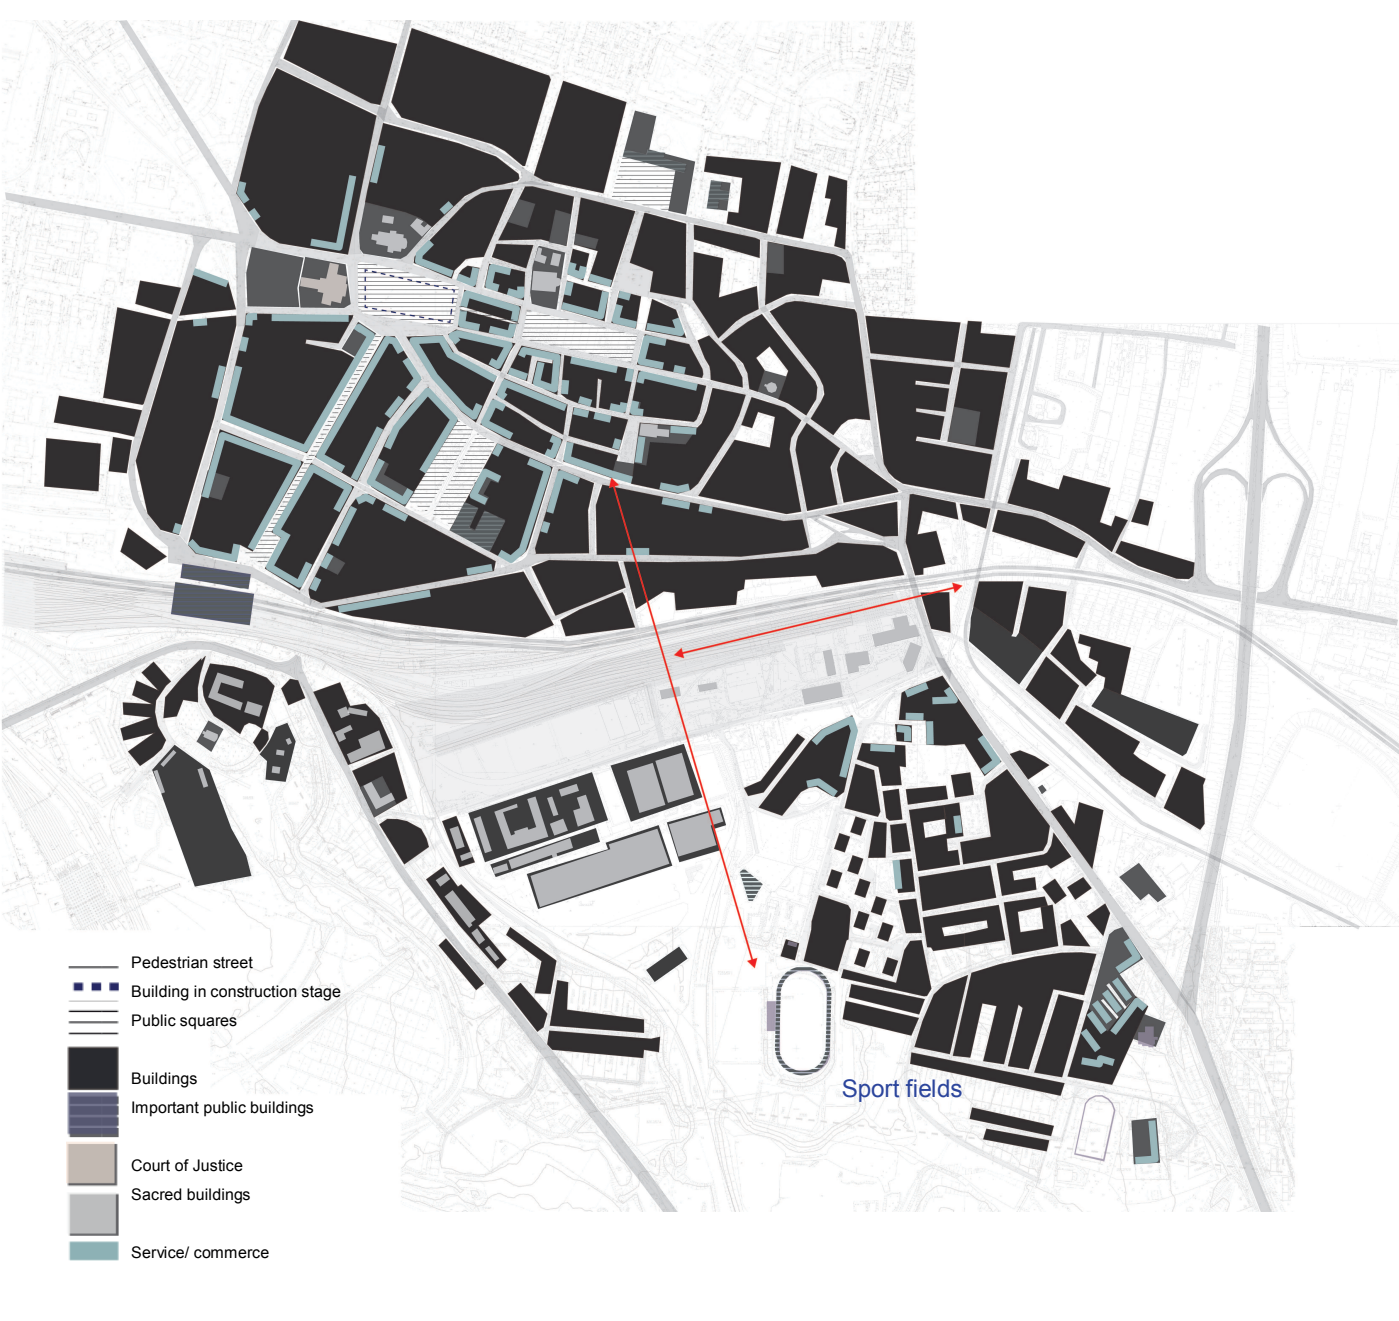 Pedestrian street
Building in construction stage
Public squares
Buildings
Important public buildings
Court of Justice
Sacred buildings
Service/ commerce
Sport fields